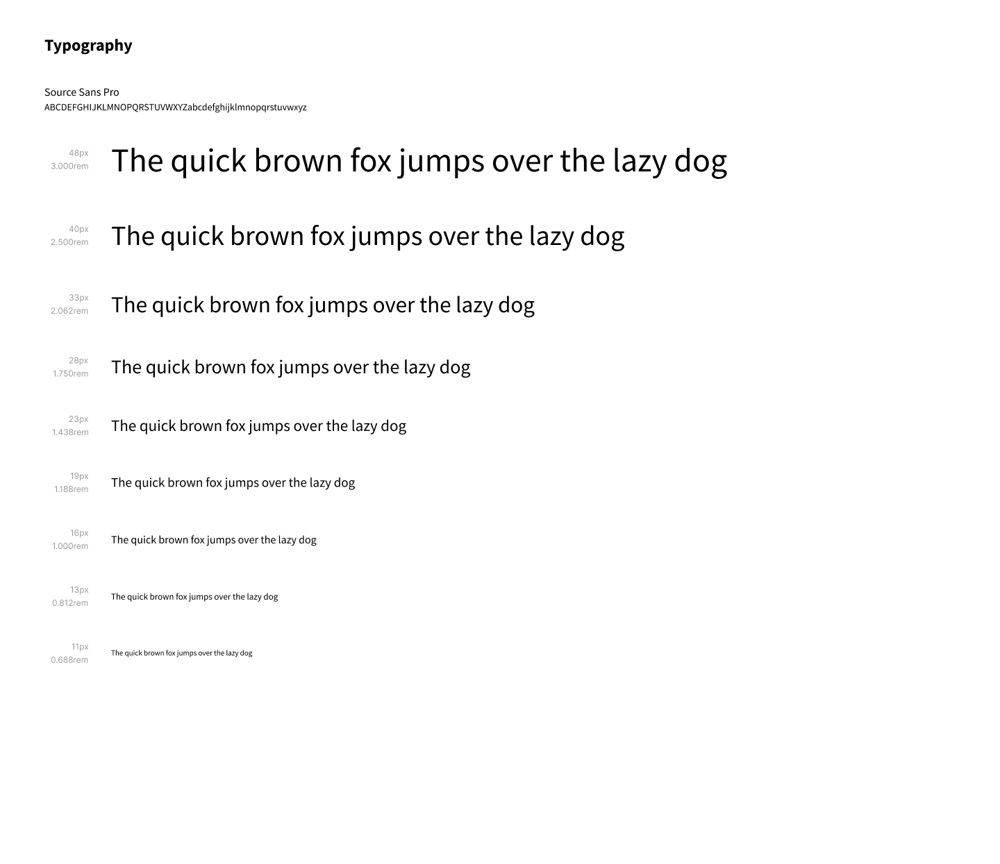 Typography
Source Sans Pro
ABCDEFGHIJKLMNOPQRSTUVWXYZabcdefghijklmnopqrstuvwxyz
48px
3.000rem
The quick brown fox jumps over the lazy dog
40px
2.500rem
The quick brown fox jumps over the lazy dog
33px
2.062rem
The quick brown fox jumps over the lazy dog
28px
1.750rem
The quick brown fox jumps over the lazy dog
23px
1.438rem
The quick brown fox jumps over the lazy dog
19px
1.188rem
The quick brown fox jumps over the lazy dog
16px
1.000rem
The quick brown fox jumps over the lazy dog
13px
0.812rem
The quick brown fox jumps over the lazy dog
11px
0.688rem
The quick brown fox jumps over the lazy dog